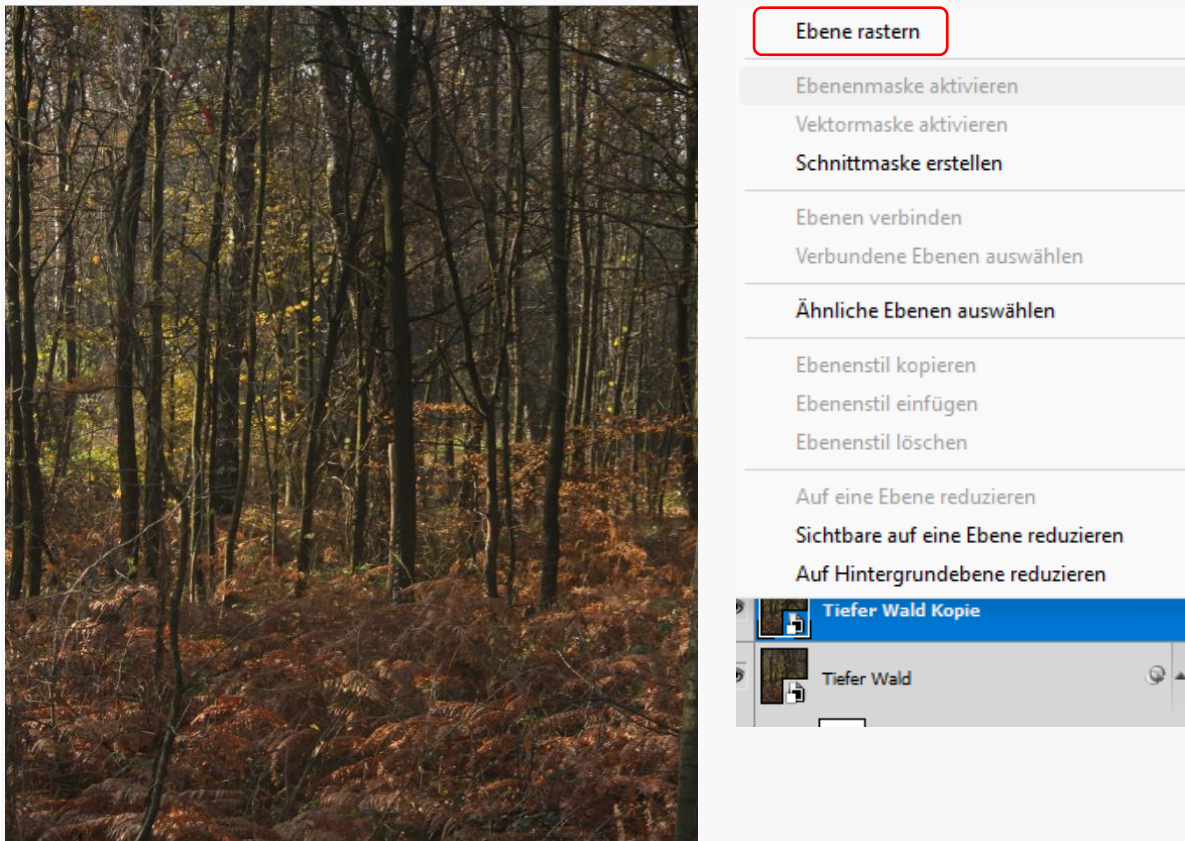 Ebene rastern
Ebenenmaske aktivieren
Vektormaske aktivieren
Schnittmaske erstellen
Ebenen verbinden
Verbundene Ebenen auswählen
Ähnliche Ebenen auswählen
Ebenenstil kopieren
Ebenenstil einfügen
Ebenenstil löschen
Auf eine Ebene reduzieren
Sichtbare auf eine Ebene reduzieren
Auf Hintergrundebene reduzieren
Tiefer Wald Kopie
Tiefer Wald